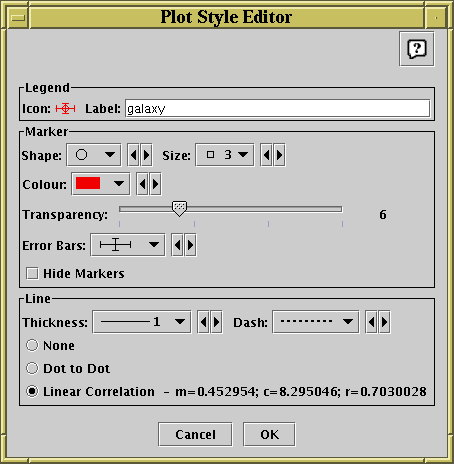 Plot Style Editor
?
Legend
Icon: Label: galaxy
Marker
Shape: Size: 3
Colour:
Transparency: 6
Error Bars:
Hide Markers
Line
Thickness: 1 Dash:
None
Dot to Dot
Linear Correlation - m=0.452954; c=8.295046; r=0.7030028
Cancel OK